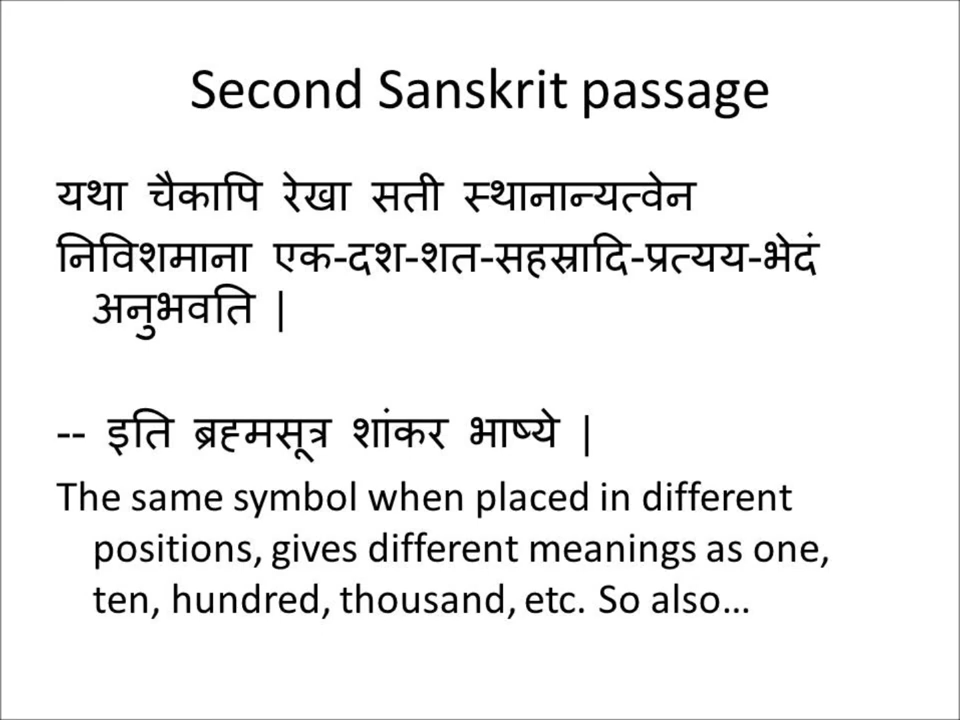 Second Sanskrit passage
यथा चैकापि रेखा सती स्थानान्यत्वेन
निविशमाना एक-दश-शत-सहस्रादि-प्रत्यय-भेदं
अनुभवति |
-- इति ब्रह्मसूत्र शांकर भाष्ये |
The same symbol when placed in different
positions, gives different meanings as one,
ten, hundred, thousand, etc. So also…